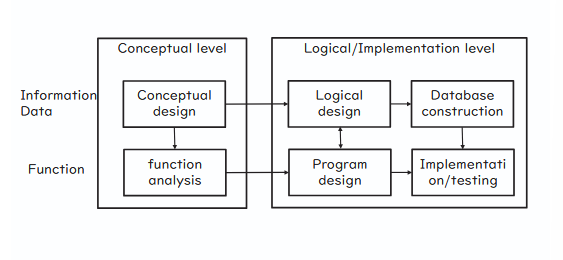 Conceptual level
Logical/Implementation level
Information
Data
Conceptual
design
Logical
design
Database
construction
Function
function
analysis
Program
design
Implementati
on/testing